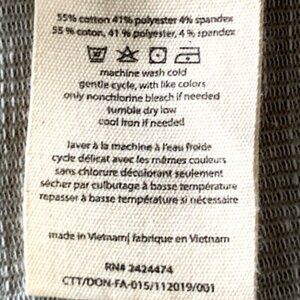 55% cotton 41% polyester 4% spandex
55 % coton, 41 % polyester, 4 % spandex
machine wash cold
gentle cycle, with like colors
only nonchlorine bleach if needed
tumble dry low
cool iron if needed
laver à la machine à l'eau froide
cycle délicat avec les mêmes couleurs
sans chlorure décolorant seulement
sécher par culbutage à basse température
repasser à basse température si nécessaire
made in Vietnam| fabrique en Vietnam
RN# 2424474
CTT/DON-FA-015/112019/001